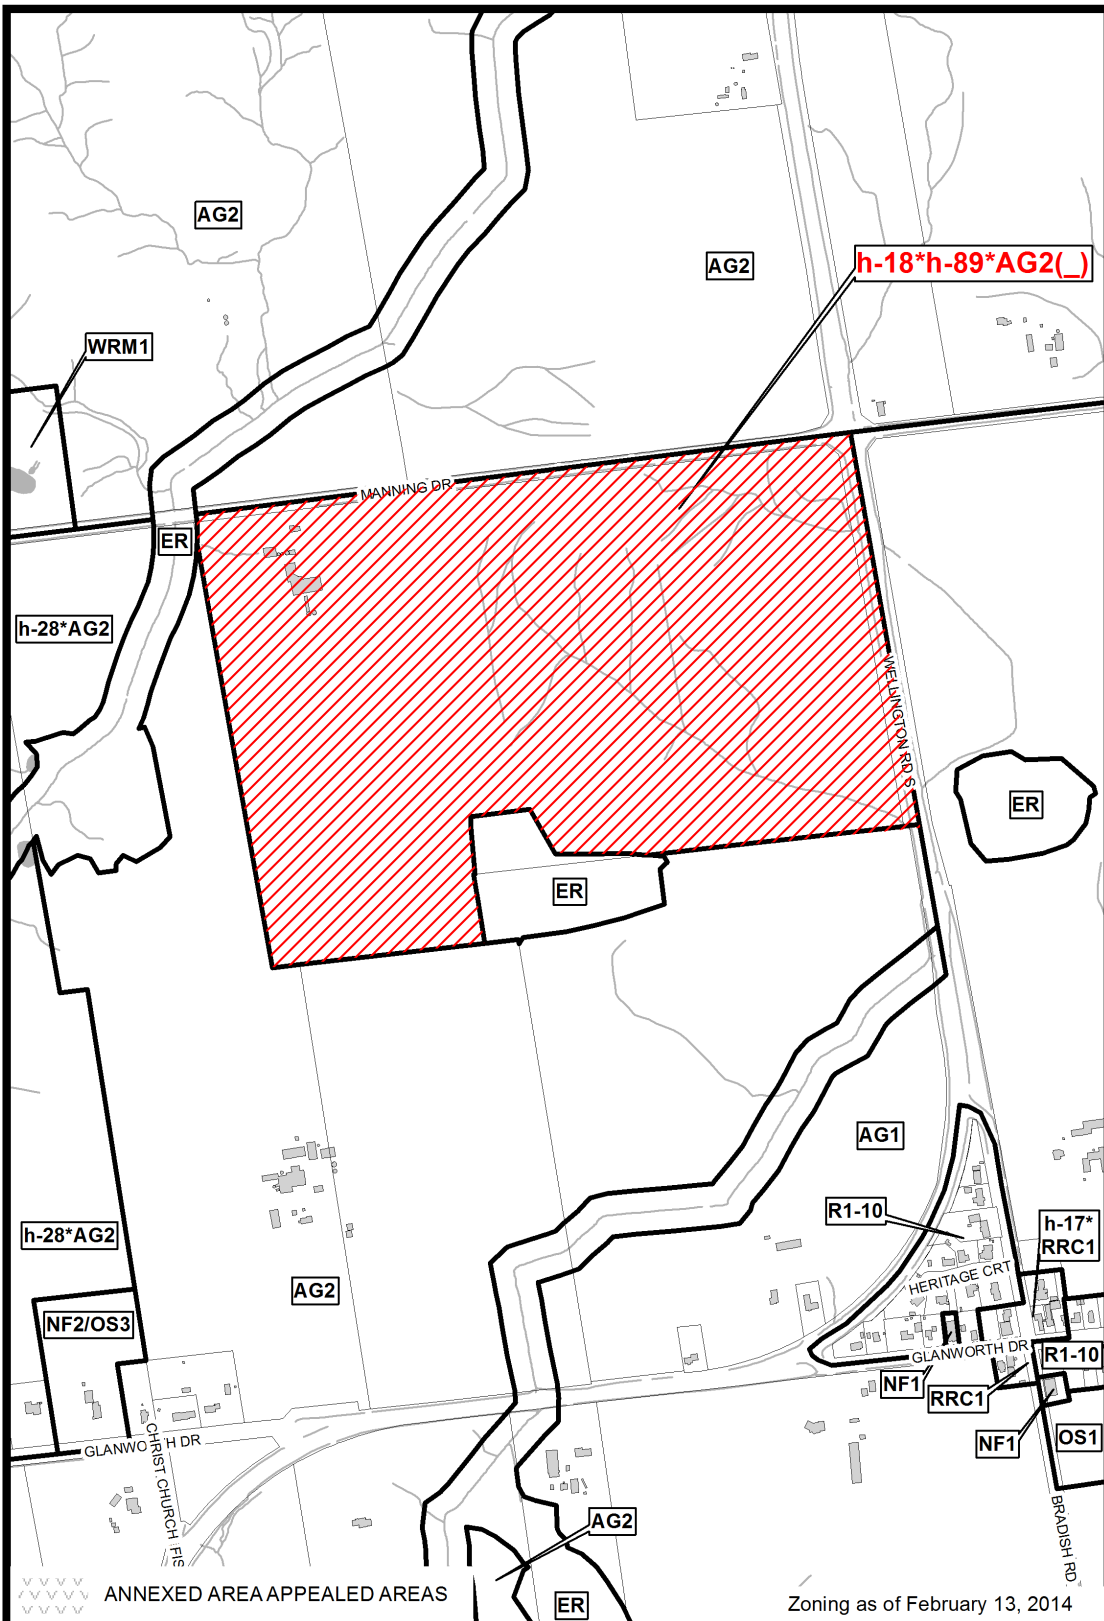 AG2
AG2
h-18*h-89*AG2(_)
WRM1
MANNING DR
ER
h-28*AG2
WELLINGTON RD S
ER
ER
AG1
R1-10
h-17*
RRC1
h-28*AG2
HERITAGE CRT
AG2
NF2/OS3
GLANWORTH DR
R1-10
NF1
RRC1
NF1
OS1
GLANWORTH DR
CHRIST CHURCH FIS
BRADISH RD
AG2
ER
ANNEXED AREA APPEALED AREAS
Zoning as of February 13, 2014